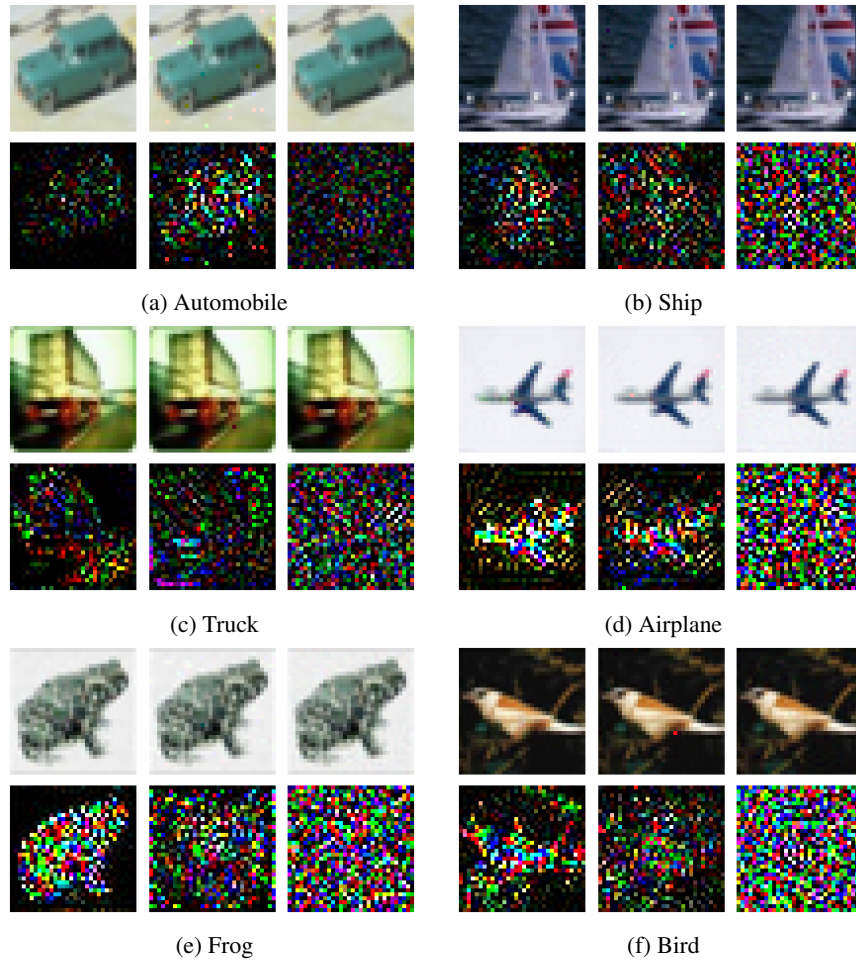 (a) Automobile
(b) Ship
(c) Truck
(d) Airplane
(e) Frog
(f) Bird